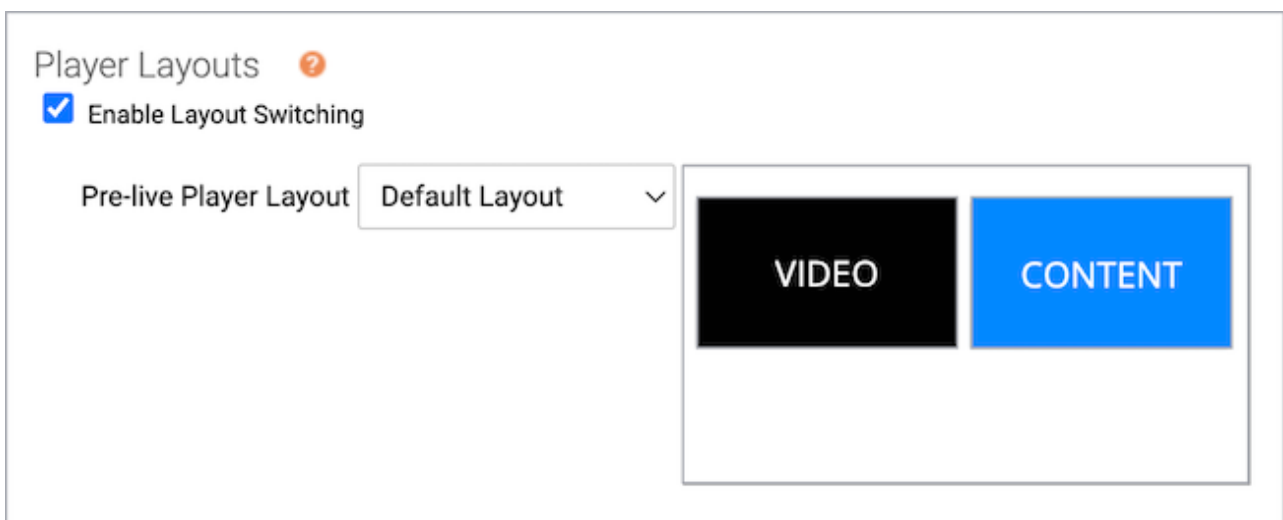 Player Layouts ?
Enable Layout Switching
Pre-live Player Layout Default Layout
VIDEO CONTENT